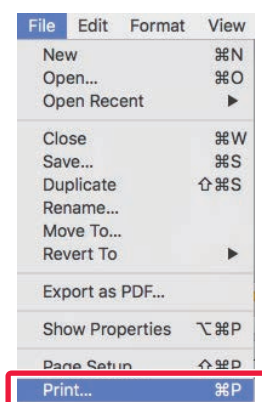 File Edit Format View
New ⌘N
Open... ⌘O
Open Recent ▶
Close ⌘W
Save... ⌘S
Duplicate ⇧⌘S
Rename...
Move To...
Revert To ▶
Export as PDF...
Show Properties ⌥⌘P
Page Setup ⇧⌘P
Print... ⌘P